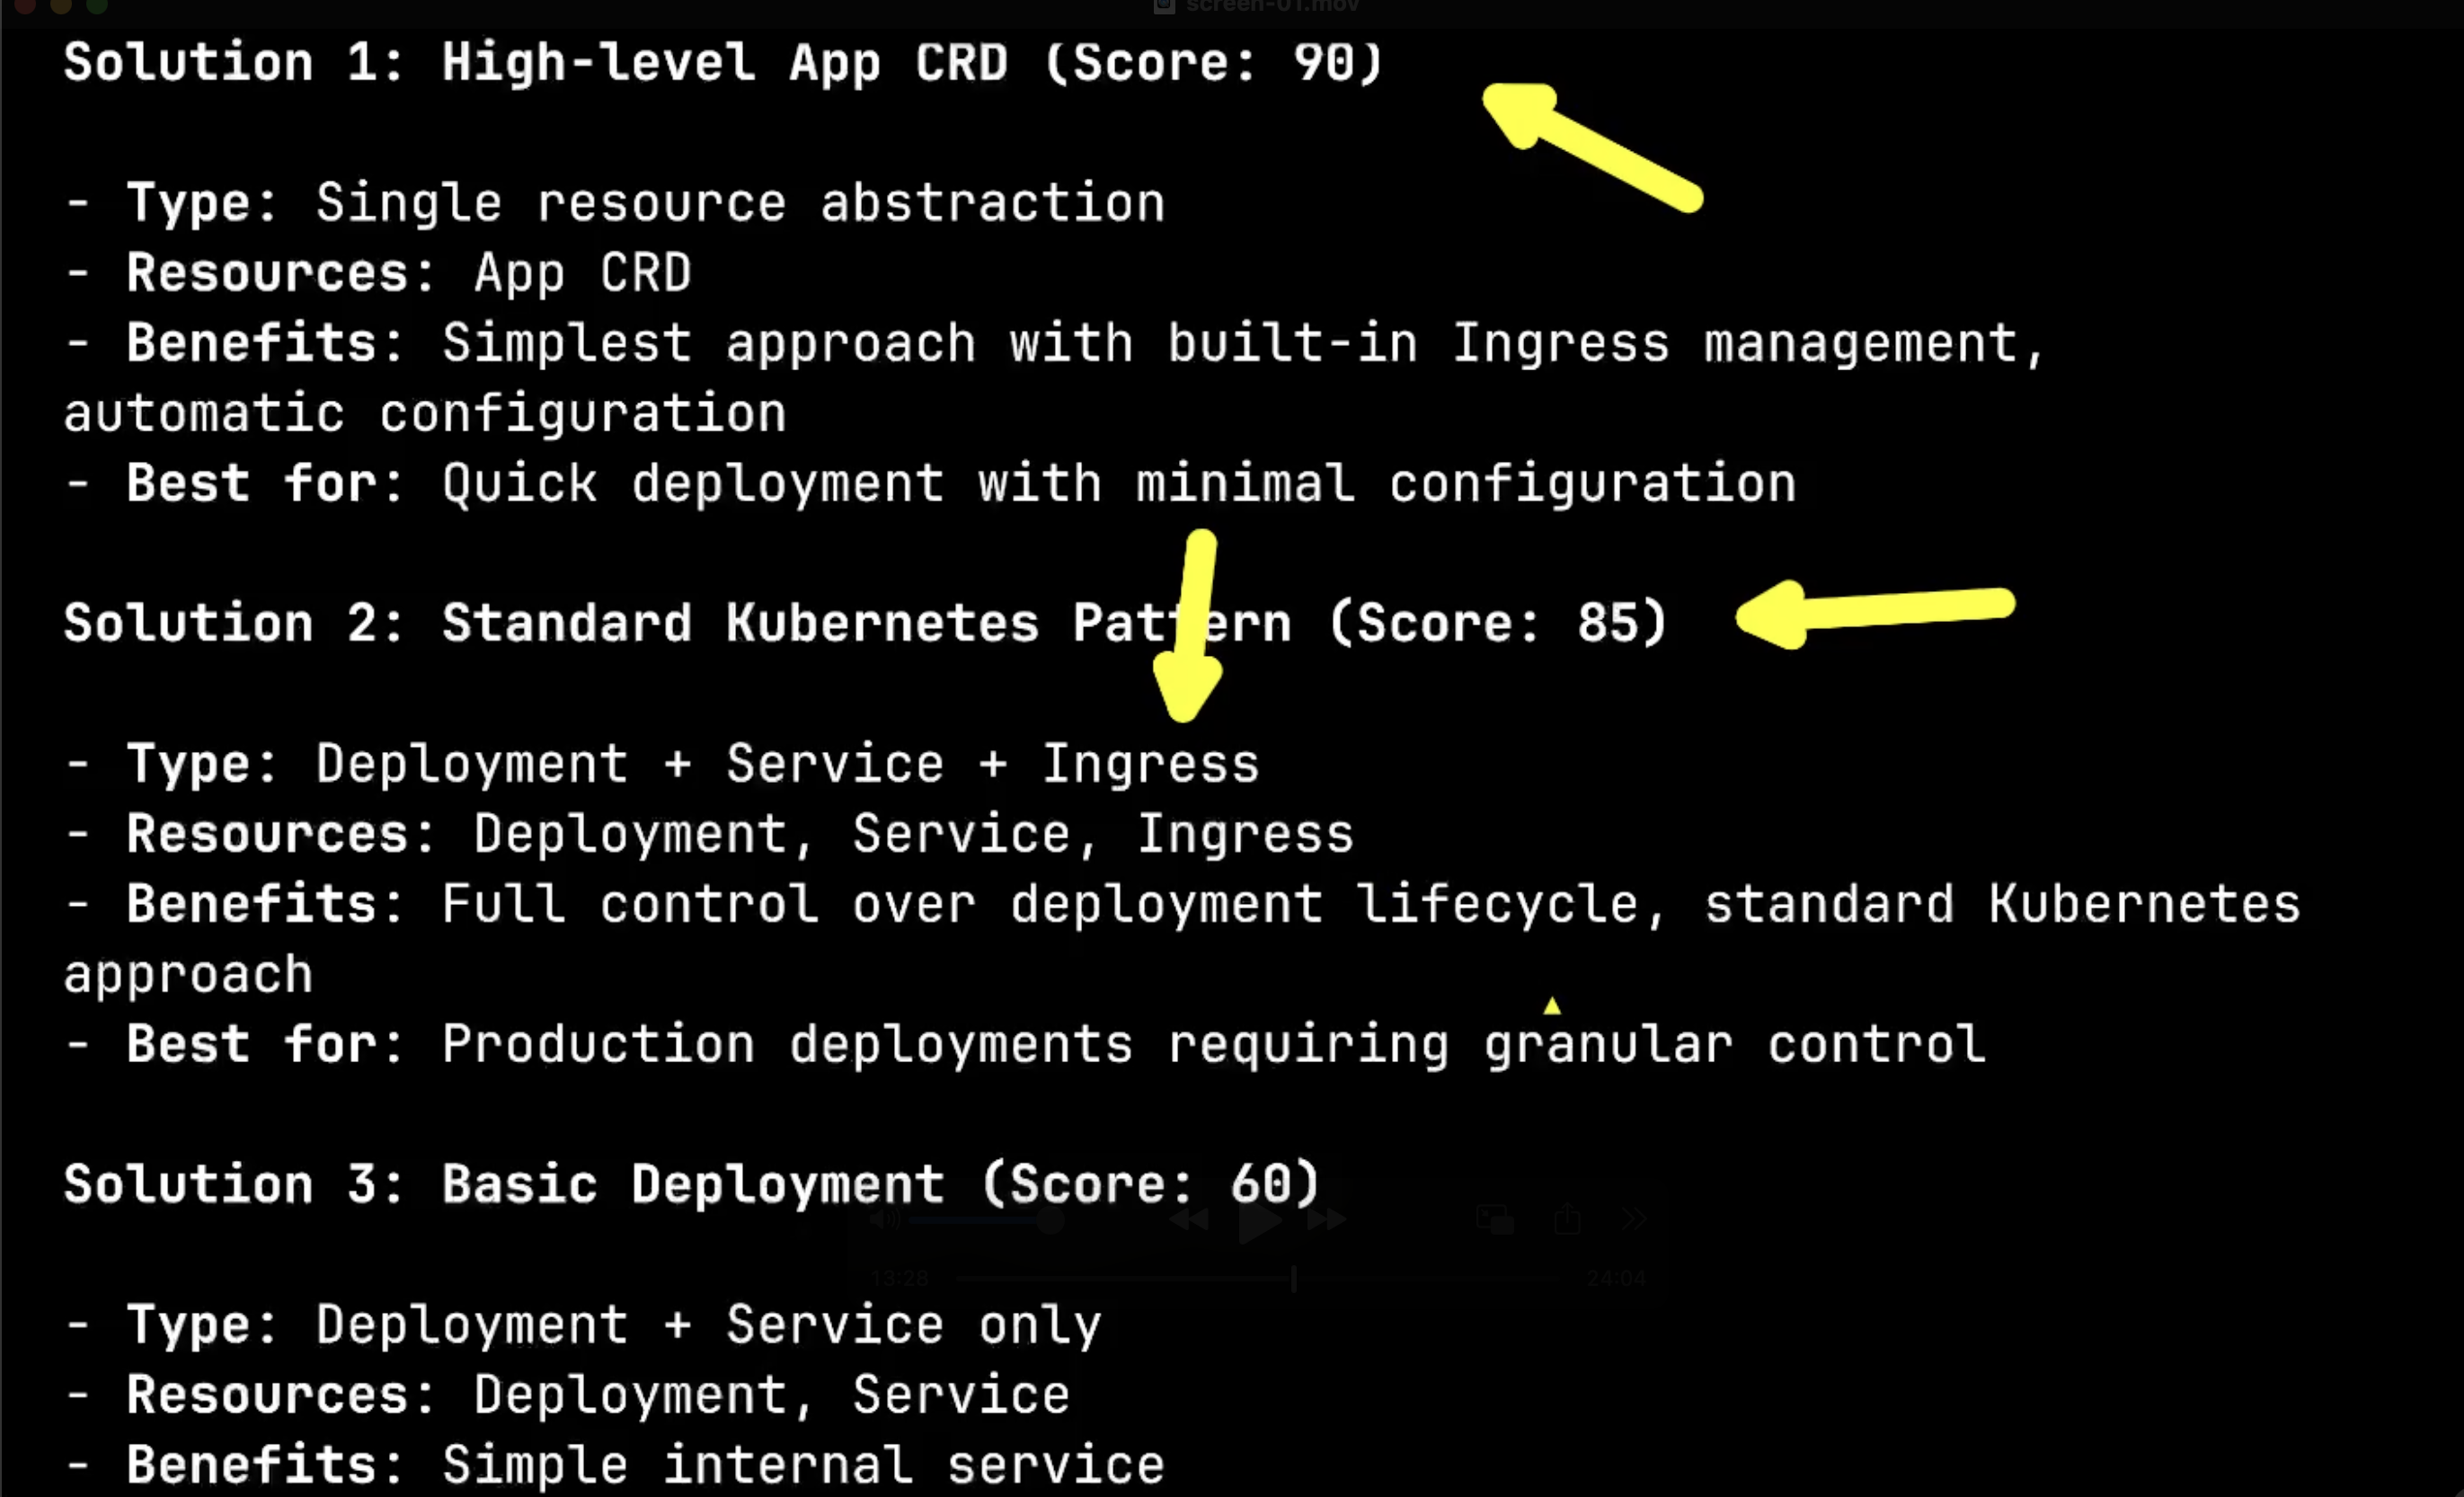 screen-01.mov
Solution 1: High-level App CRD (Score: 90)
- Type: Single resource abstraction
- Resources: App CRD
- Benefits: Simplest approach with built-in Ingress management,
automatic configuration
- Best for: Quick deployment with minimal configuration
Solution 2: Standard Kubernetes Pattern (Score: 85)
- Type: Deployment + Service + Ingress
- Resources: Deployment, Service, Ingress
- Benefits: Full control over deployment lifecycle, standard Kubernetes
approach
- Best for: Production deployments requiring granular control
Solution 3: Basic Deployment (Score: 60)
13:28
24:04
- Type: Deployment + Service only
- Resources: Deployment, Service
- Benefits: Simple internal service